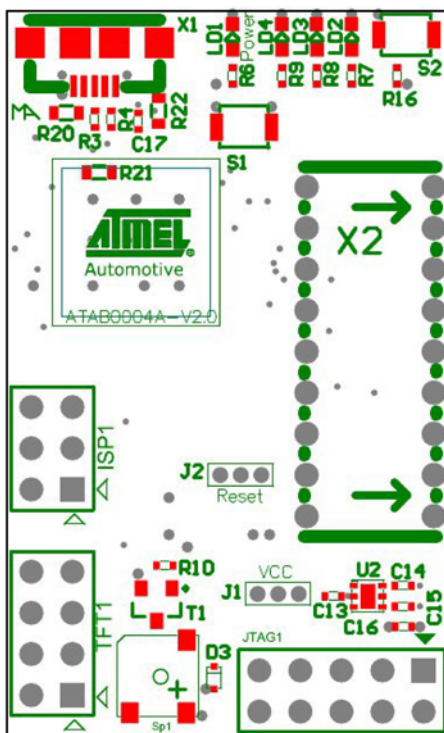 X1
LD1
Power
LD4
LD3
LD2
S2
R6
R9
R8
R7
R16
R20
R3
R4
C17
R22
S1
R21
ATMEL
®
Automotive
X2
ATAB0004A-V2.0
ISP1
J2
Reset
R10
VCC
U2
C14
J1
T1
C13
C15
C16
TFT1
D3
JTAG1
+
Sp1